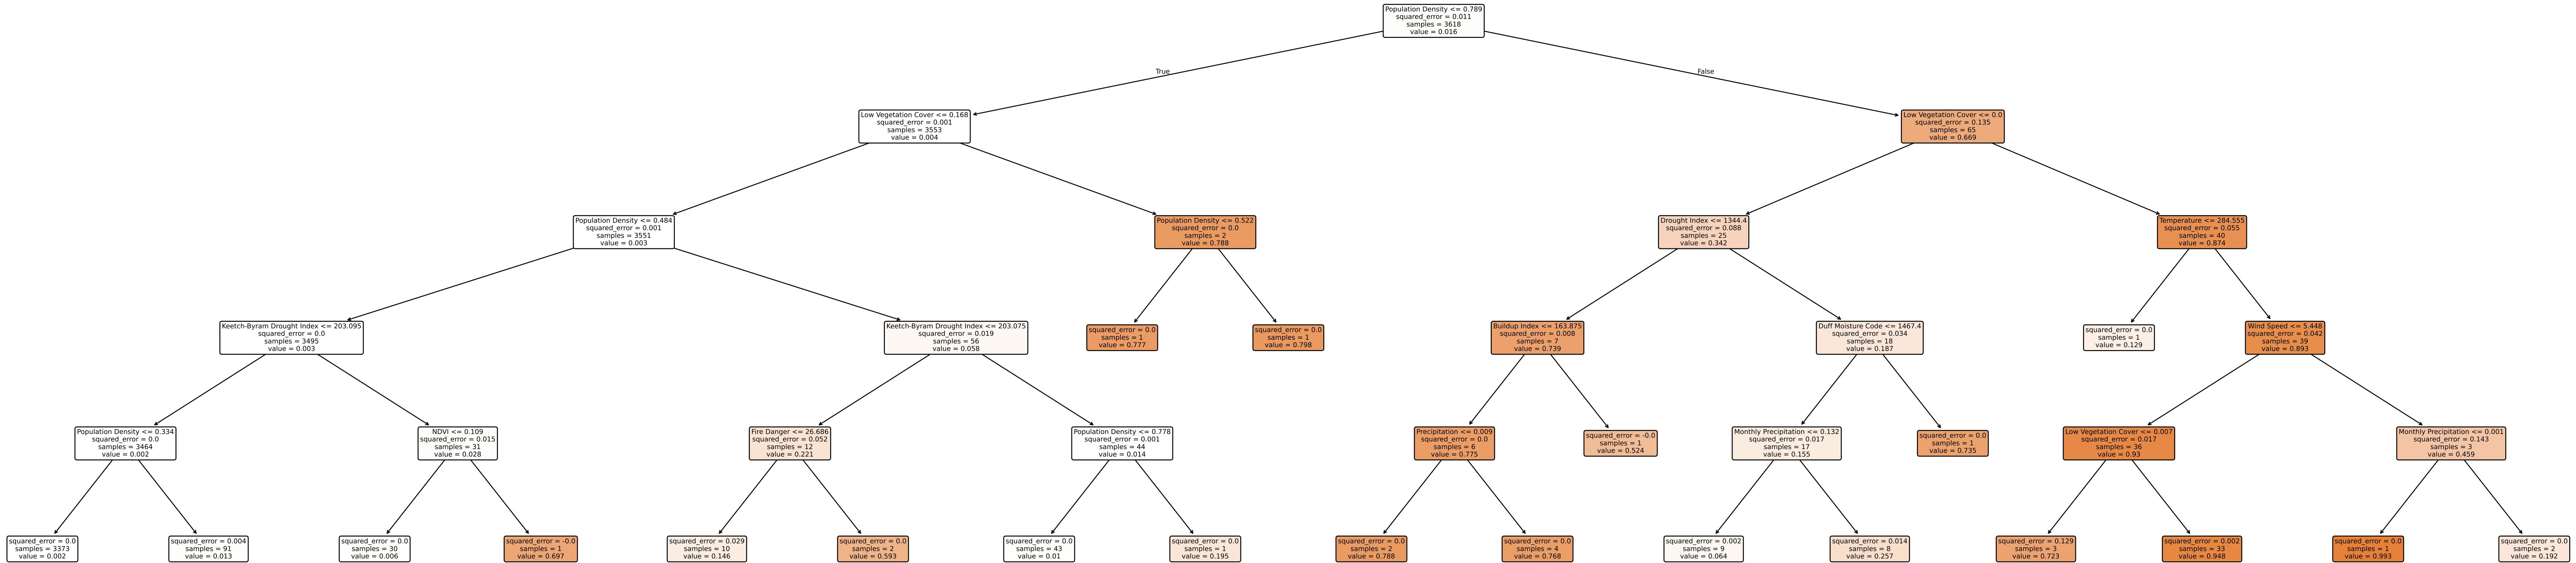 Population Density <= 0.789
squared_error = 0.011
samples = 3618
value = 0.016
True
False
Low Vegetation Cover <= 0.168
squared_error = 0.001
samples = 3553
value = 0.004
Low Vegetation Cover <= 0.0
squared_error = 0.135
samples = 65
value = 0.669
Population Density <= 0.484
squared_error = 0.001
samples = 3551
value = 0.003
Population Density <= 0.522
squared_error = 0.0
samples = 2
value = 0.788
Drought Index <= 1344.4
squared_error = 0.088
samples = 25
value = 0.342
Temperature <= 284.555
squared_error = 0.055
samples = 40
value = 0.874
Keetch-Byram Drought Index <= 203.095
squared_error = 0.0
samples = 3495
value = 0.003
Keetch-Byram Drought Index <= 203.075
squared_error = 0.019
samples = 56
value = 0.058
squared_error = 0.0
samples = 1
value = 0.777
squared_error = 0.0
samples = 1
value = 0.798
Buildup Index <= 163.875
squared_error = 0.008
samples = 7
value = 0.739
Duff Moisture Code <= 1467.4
squared_error = 0.034
samples = 18
value = 0.187
squared_error = 0.0
samples = 1
value = 0.129
Wind Speed <= 5.448
squared_error = 0.042
samples = 39
value = 0.893
Population Density <= 0.334
squared_error = 0.0
samples = 3464
value = 0.002
NDVI <= 0.109
squared_error = 0.015
samples = 31
value = 0.028
Fire Danger <= 26.686
squared_error = 0.052
samples = 12
value = 0.221
Population Density <= 0.778
squared_error = 0.001
samples = 44
value = 0.014
Precipitation <= 0.009
squared_error = 0.0
samples = 6
value = 0.775
squared_error = -0.0
samples = 1
value = 0.524
Monthly Precipitation <= 0.132
squared_error = 0.017
samples = 17
value = 0.155
squared_error = 0.0
samples = 1
value = 0.735
Low Vegetation Cover <= 0.007
squared_error = 0.017
samples = 36
value = 0.93
Monthly Precipitation <= 0.001
squared_error = 0.143
samples = 3
value = 0.459
squared_error = 0.0
samples = 3373
value = 0.002
squared_error = 0.004
samples = 91
value = 0.013
squared_error = 0.0
samples = 30
value = 0.006
squared_error = -0.0
samples = 1
value = 0.697
squared_error = 0.029
samples = 10
value = 0.146
squared_error = 0.0
samples = 2
value = 0.593
squared_error = 0.0
samples = 43
value = 0.01
squared_error = 0.0
samples = 1
value = 0.195
squared_error = 0.0
samples = 2
value = 0.788
squared_error = 0.0
samples = 4
value = 0.768
squared_error = 0.002
samples = 9
value = 0.064
squared_error = 0.014
samples = 8
value = 0.257
squared_error = 0.129
samples = 3
value = 0.723
squared_error = 0.002
samples = 33
value = 0.948
squared_error = 0.0
samples = 1
value = 0.993
squared_error = 0.0
samples = 2
value = 0.192